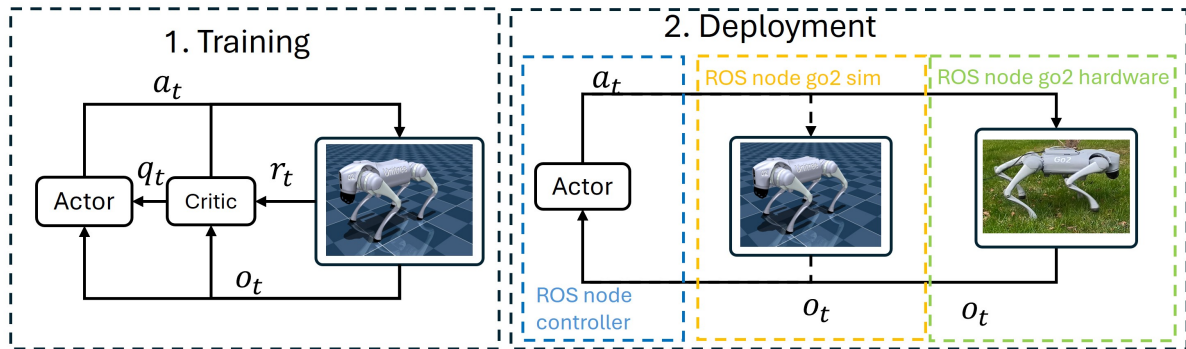 1. Training
a_t
Actor
q_t
Critic
r_t
o_t
2. Deployment
ROS node go2 sim
ROS node go2 hardware
a_t
Actor
Go2
ROS node
controller
o_t
o_t